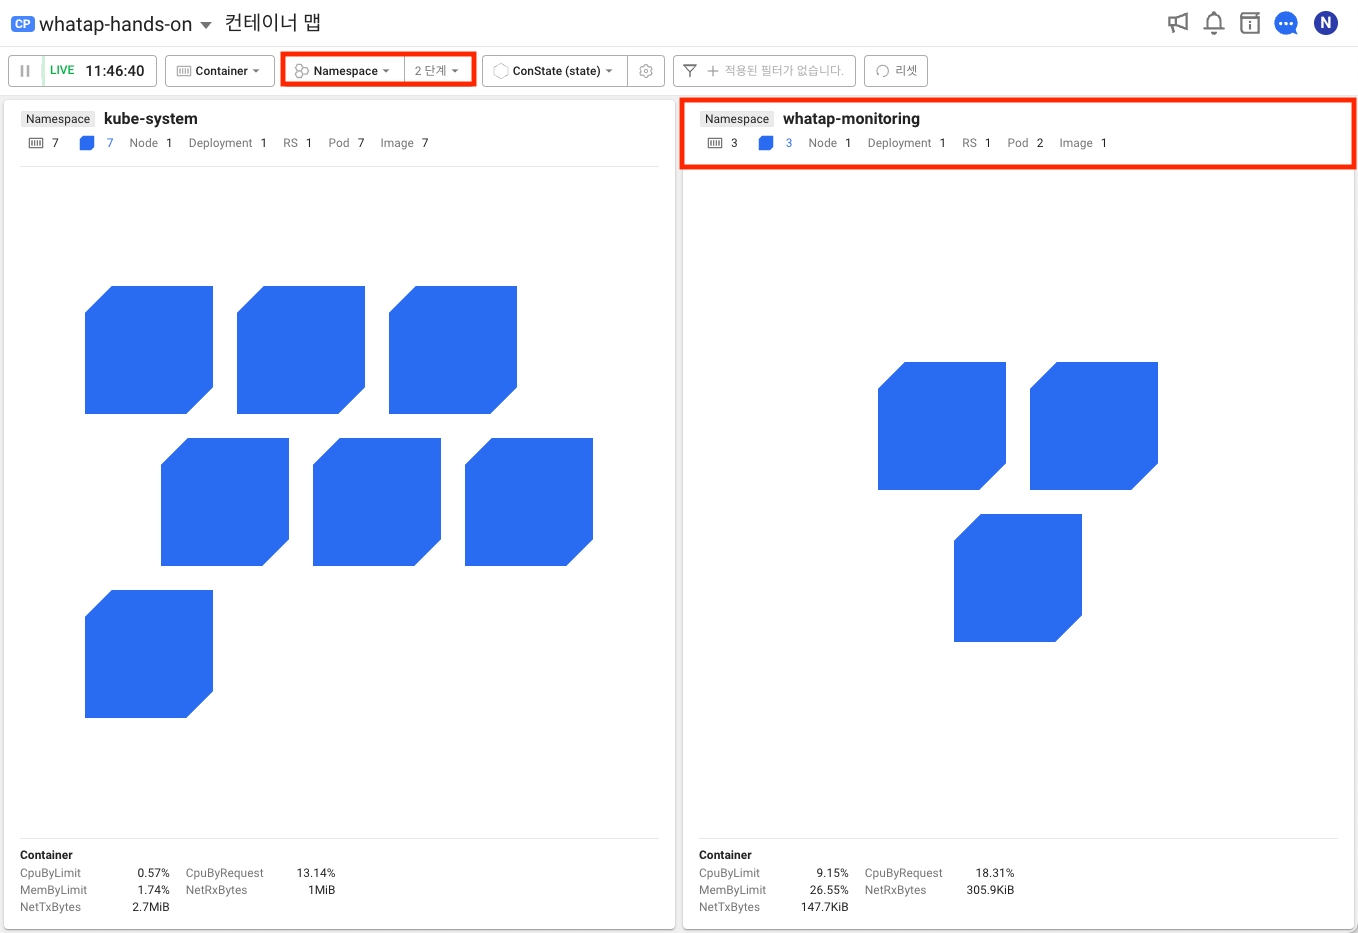 CP whatap-hands-on 컨테이너 맵 N
LIVE 11:46:40 Container Namespace 2 단계 ConState (state) 적용된 필터가 없습니다. 리셋
Namespace kube-system
7 7 Node 1 Deployment 1 RS 1 Pod 7 Image 7
Namespace whatap-monitoring
3 3 Node 1 Deployment 1 RS 1 Pod 2 Image 1
Container
CpuByLimit 0.57% CpuByRequest 13.14%
MemByLimit 1.74% NetRxBytes 1MiB
NetTxBytes 2.7MiB
Container
CpuByLimit 9.15% CpuByRequest 18.31%
MemByLimit 26.55% NetRxBytes 305.9KiB
NetTxBytes 147.7KiB